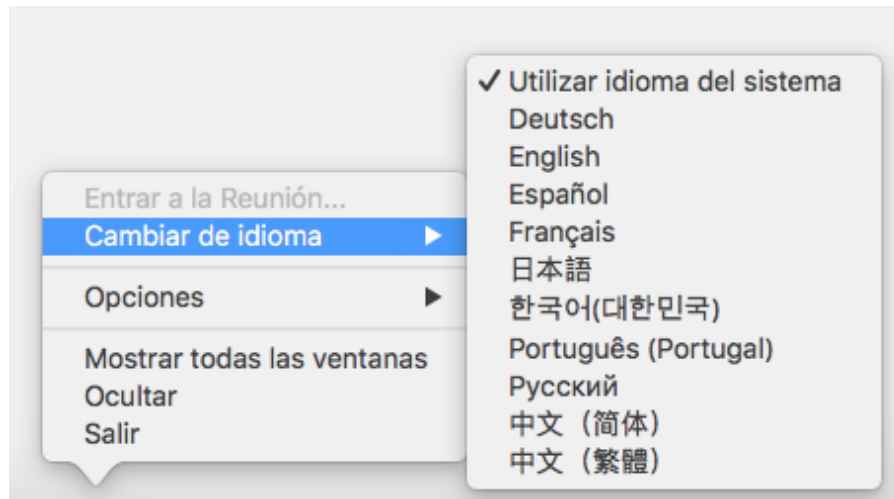 Entrar a la Reunión...
Cambiar de idioma
Opciones
Mostrar todas las ventanas
Ocultar
Salir
✓ Utilizar idioma del sistema
Deutsch
English
Español
Français
日本語
한국어(대한민국)
Português (Portugal)
Русский
中文（简体）
中文（繁體）